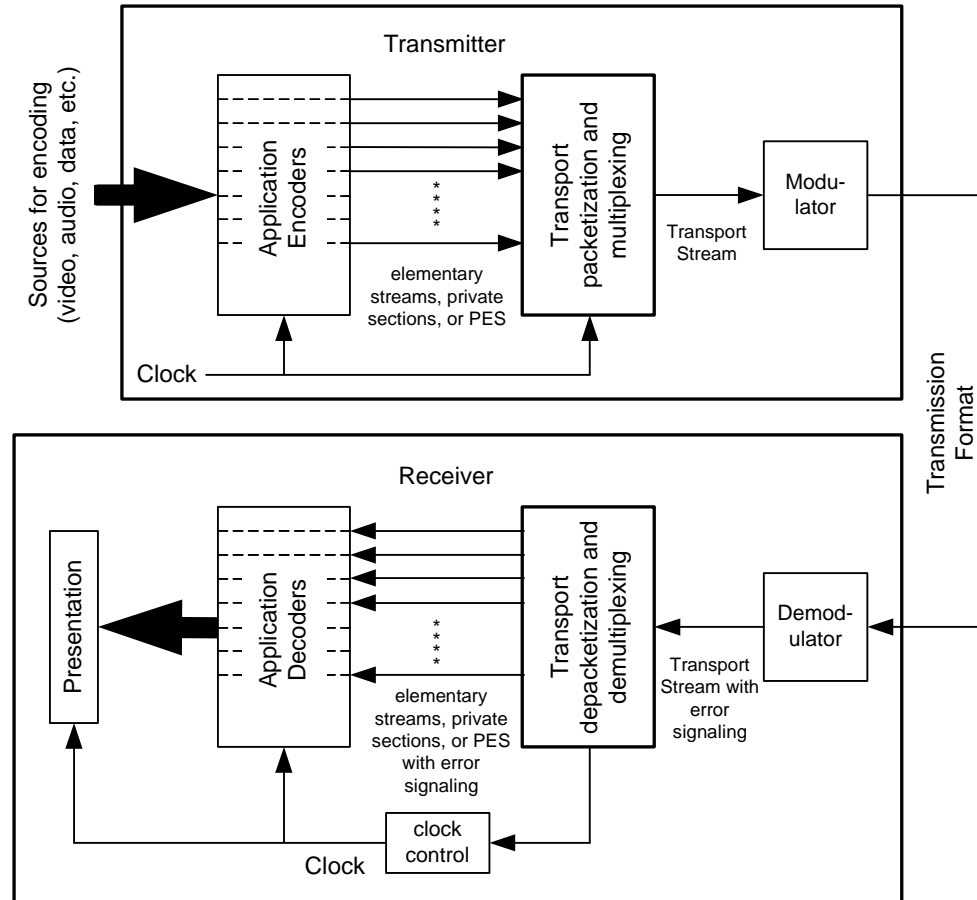 Transmitter
Sources for encoding
(video, audio, data, etc.)
Application
Encoders
****
elementary
streams, private
sections, or PES
Transport
packetization and
multiplexing
Transport
Stream
Modu-
lator
Clock
Transmission
Format
Receiver
Presentation
Application
Decoders
****
elementary
streams, private
sections, or PES
with error
signaling
Transport
depacketization and
demultiplexing
Transport
Stream with
error
signaling
Demod-
ulator
clock
control
Clock